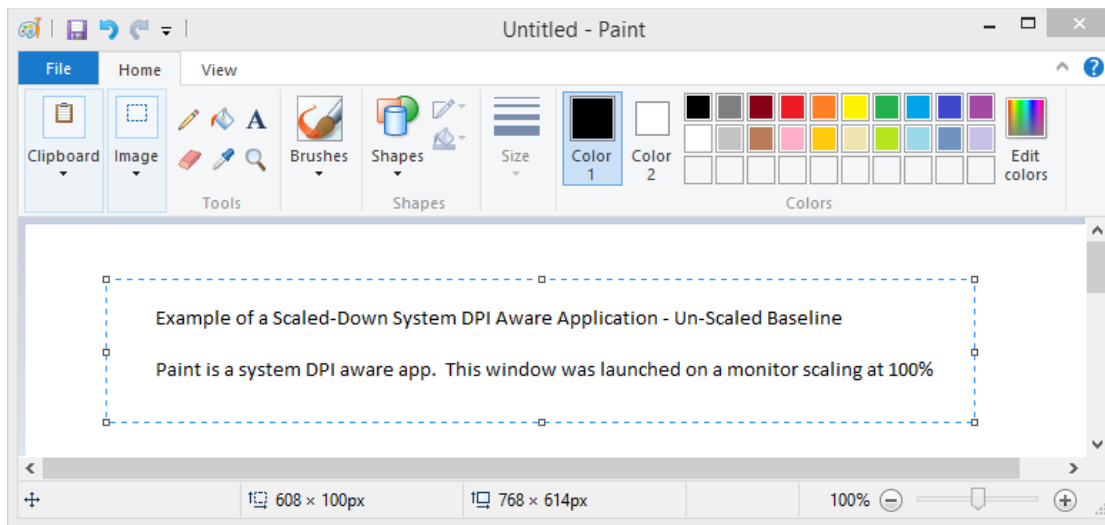 Untitled - Paint
File Home View
Clipboard Image Brushes Shapes Size Color 1 Color 2 Edit colors
Tools Shapes Colors
Example of a Scaled-Down System DPI Aware Application - Un-Scaled Baseline
Paint is a system DPI aware app.  This window was launched on a monitor scaling at 100%
608 × 100px 768 × 614px 100%